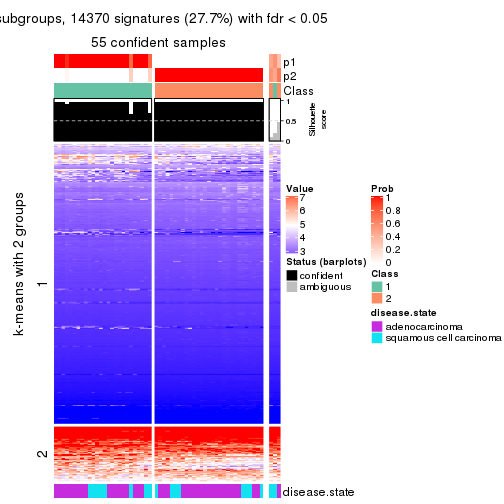 subgroups, 14370 signatures (27.7%) with fdr < 0.05
55 confident samples
p1
p2
Class
1
0.5
0
Silhouette
score
k-means with 2 groups
1
2
disease.state
Value
7
6
5
4
3
Status (barplots)
confident
ambiguous
Prob
1
0.8
0.6
0.4
0.2
0
Class
1
2
disease.state
adenocarcinoma
squamous cell carcinoma